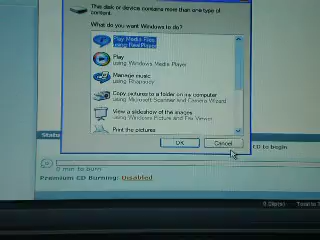 This disk or device contains more than one type of
content.
What do you want Windows to do?
Play Media Files
using RealPlayer
Play
using Windows Media Player
Manage music
using Rhapsody
Copy pictures to a folder on my computer
using Microsoft Scanner and Camera Wizard
View a slideshow of the images
using Windows Picture and Fax Viewer
Print the pictures
OK
Cancel
CD to begin
0 min to burn
Premium CD Burning: Disabled